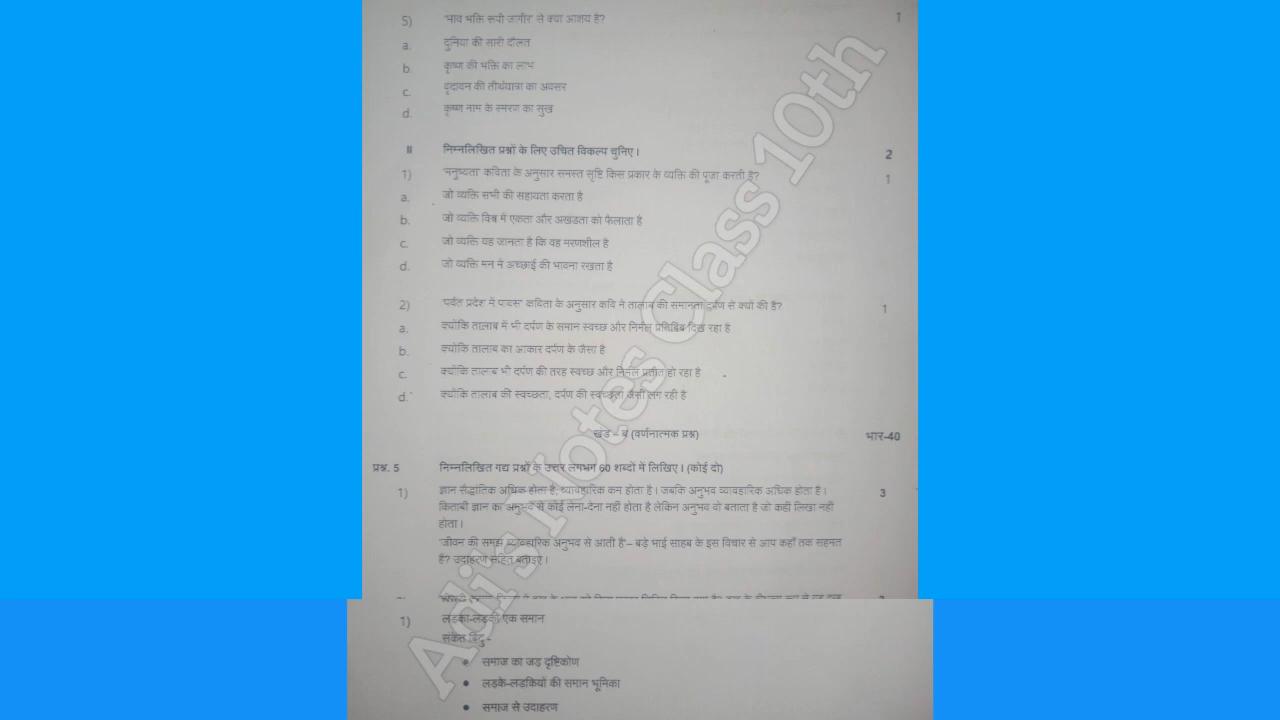 5) 'भाव भक्ति रूपी जागीर' से क्या आशय है? 1
a. दुनिया की सारी दौलत
b. कृष्ण की भक्ति का लाभ
c. वृंदावन की तीर्थयात्रा का अवसर
d. कृष्ण नाम के स्मरण का सुख
II निम्नलिखित प्रश्नों के लिए उचित विकल्प चुनिए । 2
1) 'मनुष्यता' कविता के अनुसार समस्त सृष्टि किस प्रकार के व्यक्ति की पूजा करती है? 1
a. जो व्यक्ति सभी की सहायता करता है
b. जो व्यक्ति विश्व में एकता और अखंडता को फैलाता है
c. जो व्यक्ति यह जानता है कि वह मरणशील है
d. जो व्यक्ति मन में अच्छाई की भावना रखता है
2) 'पर्वत प्रदेश में पावस' कविता के अनुसार कवि ने तालाब की समानता दर्पण से क्यों की है? 1
a. क्योंकि तालाब में भी दर्पण के समान स्वच्छ और निर्मल प्रतिबिंब दिख रहा है
b. क्योंकि तालाब का आकार दर्पण के जैसा है
c. क्योंकि तालाब भी दर्पण की तरह स्वच्छ और निर्मल प्रतीत हो रहा है
d. क्योंकि तालाब की स्वच्छता, दर्पण की स्वच्छता जैसी लग रही है
खंड – ब (वर्णनात्मक प्रश्न) भार-40
प्रश्न. 5 निम्नलिखित गद्य प्रश्नों के उत्तर लगभग 60 शब्दों में लिखिए । (कोई दो)
1) ज्ञान सैद्धांतिक अधिक होता है, व्यावहारिक कम होता है । जबकि अनुभव व्यावहारिक अधिक होता है । 3
किताबी ज्ञान का अनुभव से कोई लेना-देना नहीं होता है लेकिन अनुभव वो बताता है जो कहीं लिखा नहीं
होता ।
'जीवन की समझ व्यावहारिक अनुभव से आती है'– बड़े भाई साहब के इस विचार से आप कहाँ तक सहमत
हैं? उदाहरण सहित बताइए ।
1) लड़का-लड़की एक समान
संकेत बिंदु -
● समाज का जड़ दृष्टिकोण
● लड़के-लडकियों की समान भूमिका
● समाज से उदाहरण
Adi's Notes Class 10th